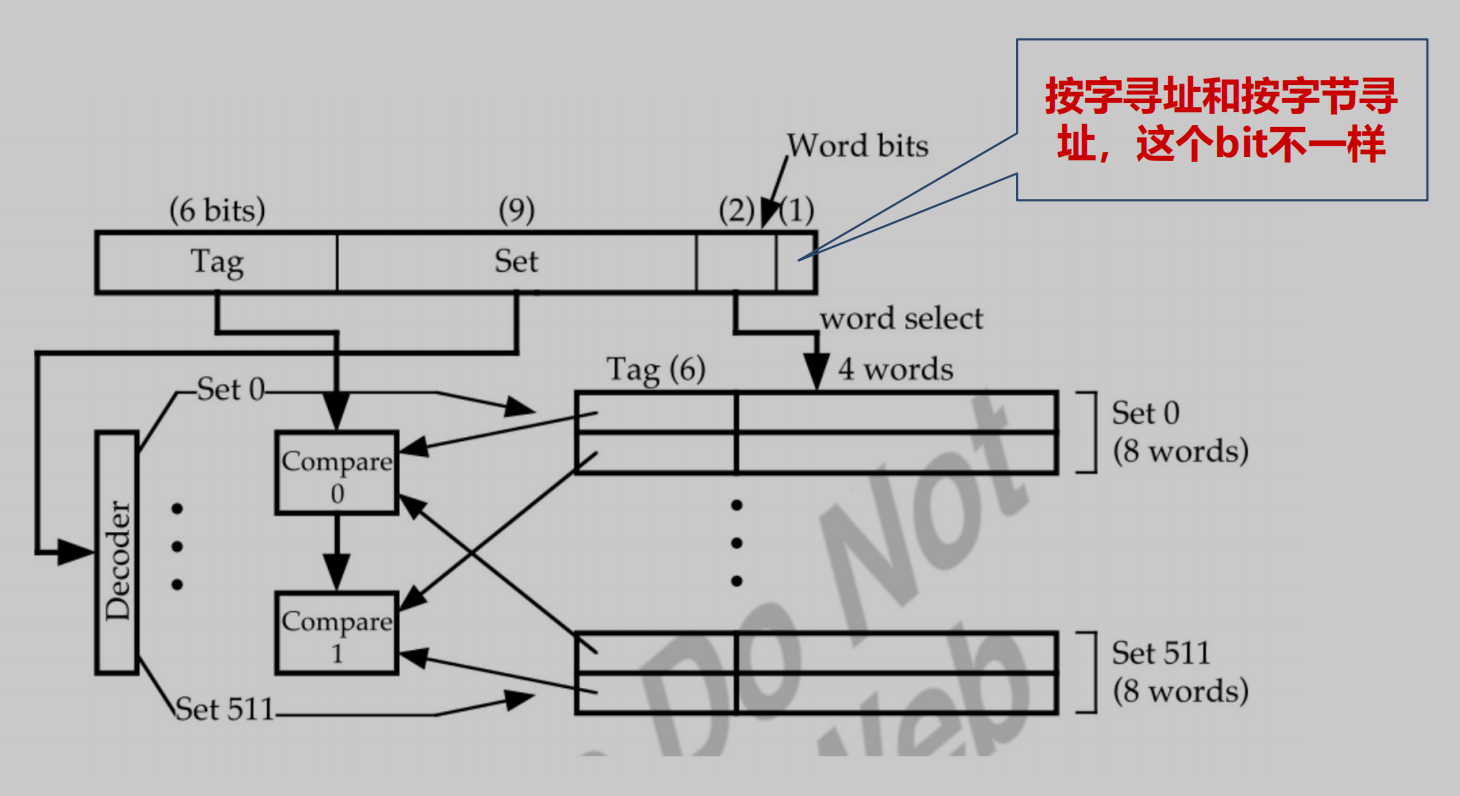 按字寻址和按字节寻
址，这个bit不一样
Word bits
(6 bits)
(9)
(2)
(1)
Tag
Set
word select
Tag (6)
4 words
Set 0
Set 0
(8 words)
Compare
0
Decoder
Compare
1
Set 511
(8 words)
Set 511
Do Not
Web